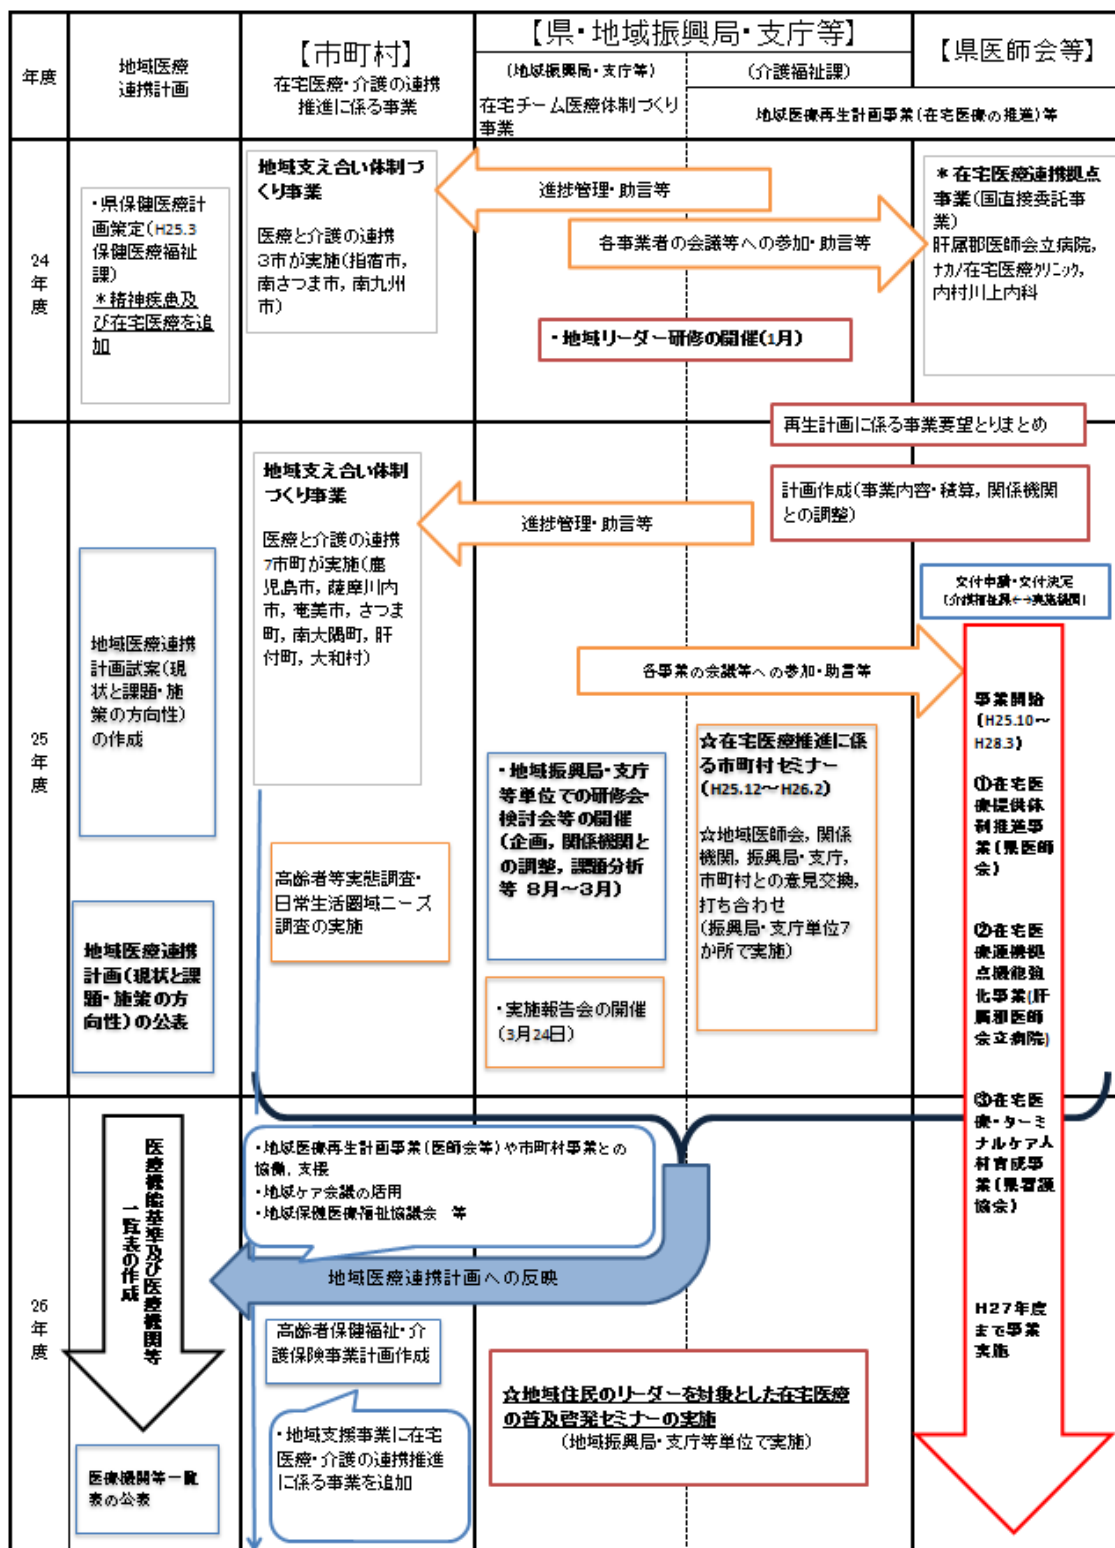 年度
地域医療
連携計画
【市町村】
在宅医療・介護の連携
推進に係る事業
【県・地域振興局・支庁等】
(地域振興局・支庁等)
在宅チーム医療体制づくり
事業
(介護福祉課)
【県医師会等】
地域医療再生計画事業(在宅医療の推進)等
24
年
度
・県保健医療計
画策定(H25.3
保健医療福祉
課)
*精神疾患及
び在宅医療を追
加
地域支え合い体制づ
くり事業
医療と介護の連携
3市が実施(指宿市,
南さつま市,南九州
市)
進捗管理・助言等
各事業者の会議等への参加・助言等
・地域リーダー研修の開催(1月)
*在宅医療連携拠点
事業(国直接委託事
業)
肝属郡医師会立病院,
ナカノ在宅医療クリニック,
内村川上内科
25
年
度
地域医療連携
計画試案(現
状と課題・施
策の方向性)
の作成
地域医療連携
計画(現状と課
題・施策の方
向性)の公表
地域支え合い体制
づくり事業
医療と介護の連携
7市町が実施(鹿
児島市,薩摩川内
市,奄美市,さつま
町,南大隅町,肝
付町,大和村)
高齢者等実態調査・
日常生活圏域ニーズ
調査の実施
再生計画に係る事業要望とりまとめ
計画作成(事業内容・積算,関係機関
との調整)
進捗管理・助言等
交付申請・交付決定
(介護福祉課←→実施機関)
各事業の会議等への参加・助言等
・地域振興局・支庁
等単位での研修会・
検討会等の開催
(企画,関係機関と
の調整,課題分析
等 8月～3月)
・実施報告会の開催
(3月24日)
☆在宅医療推進に係
る市町村セミナー
(H25.12～H26.2)
☆地域医師会,関係
機関,振興局・支庁,
市町村との意見交換,
打ち合わせ
(振興局・支庁単位7
か所で実施)
事業開始
(H25.10～
H28.3)
①在宅医
療提供体
制推進事
業(県医師
会)
②在宅医
療連携拠
点機能強
化事業(肝
属郡医師
会立病院)
③在宅医
療・ターミ
ナルケア人
材育成事
業(県看護
協会)
H27年度
まで事業
実施
26
年
度
医療機能基準及び医療機関等
一覧表の作成
医療機関等一覧
表の公表
・地域医療再生計画事業(医師会等)や市町村事業との
協働,支援
・地域ケア会議の活用
・地域保健医療福祉協議会 等
地域医療連携計画への反映
高齢者保健福祉・介
護保険事業計画作成
・地域支援事業に在宅
医療・介護の連携推進
に係る事業を追加
☆地域住民のリーダーを対象とした在宅医療
の普及啓発セミナーの実施
(地域振興局・支庁等単位で実施)